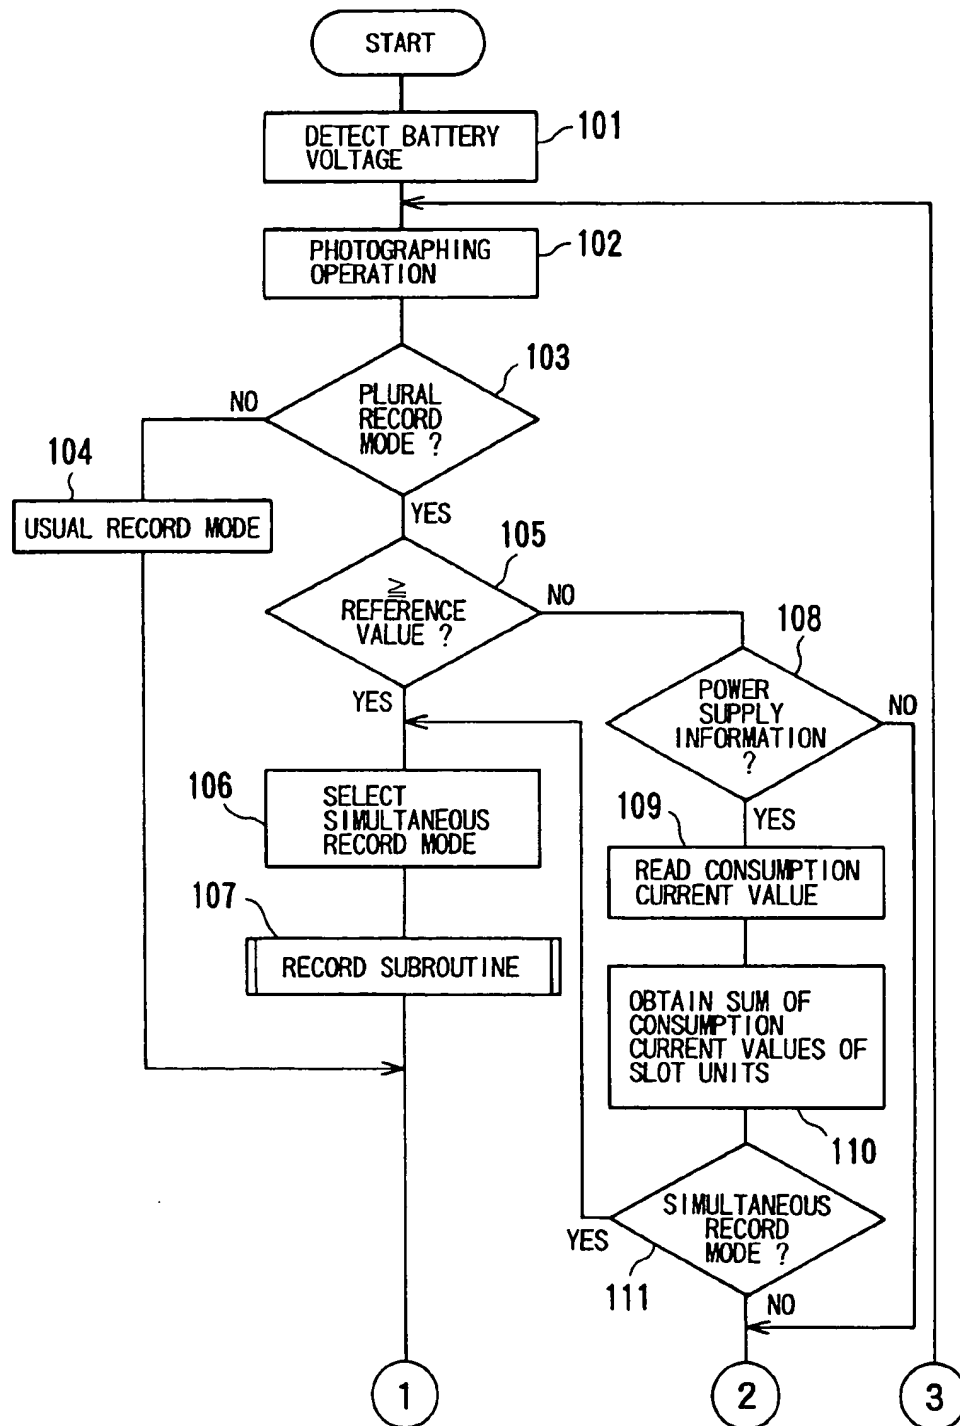 START
101
DETECT BATTERY
VOLTAGE
102
PHOTOGRAPHING
OPERATION
103
NO
PLURAL
RECORD
MODE ?
104
YES
USUAL RECORD MODE
105
≧
REFERENCE
VALUE ?
NO
108
YES
POWER
SUPPLY
INFORMATION
?
NO
106
SELECT
SIMULTANEOUS
RECORD MODE
109
YES
READ CONSUMPTION
CURRENT VALUE
107
RECORD SUBROUTINE
OBTAIN SUM OF
CONSUMPTION
CURRENT VALUES OF
SLOT UNITS
110
SIMULTANEOUS
RECORD
MODE ?
YES
111
NO
1
2
3